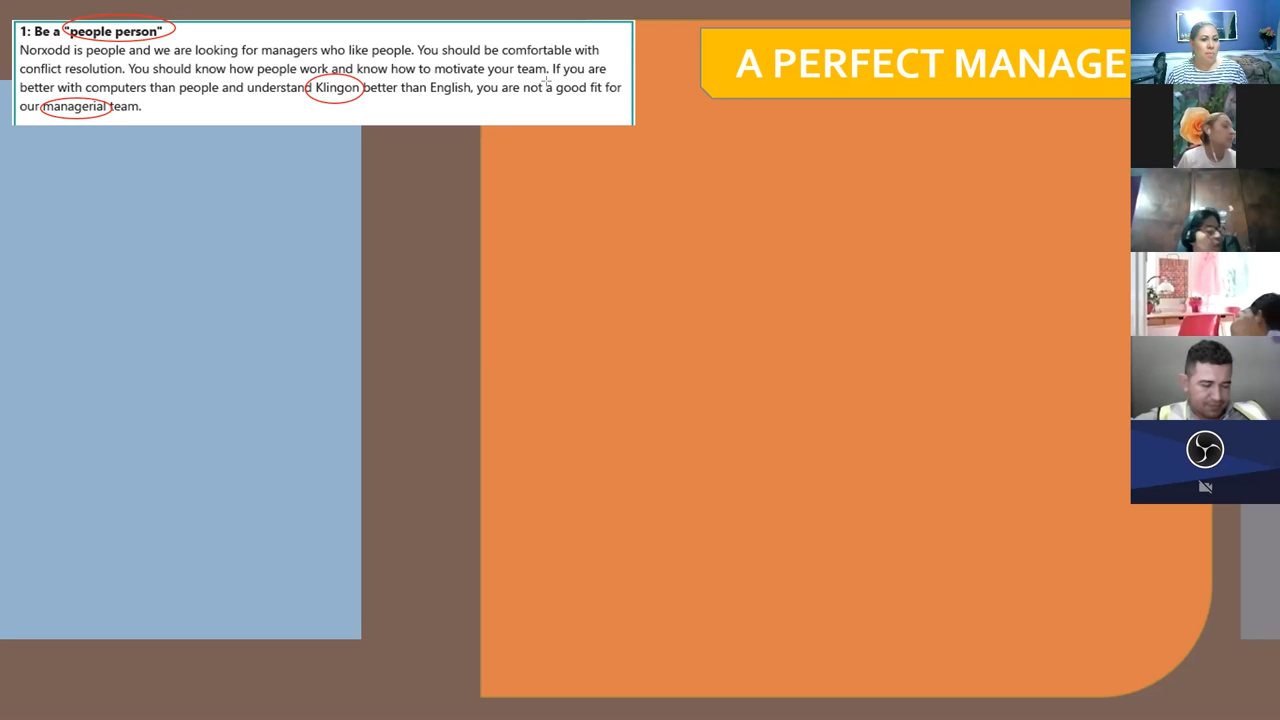 1: Be a "people person"
Norxodd is people and we are looking for managers who like people. You should be comfortable with
conflict resolution. You should know how people work and know how to motivate your team. If you are
better with computers than people and understand Klingon better than English, you are not a good fit for
our managerial team.
A PERFECT MANAGE